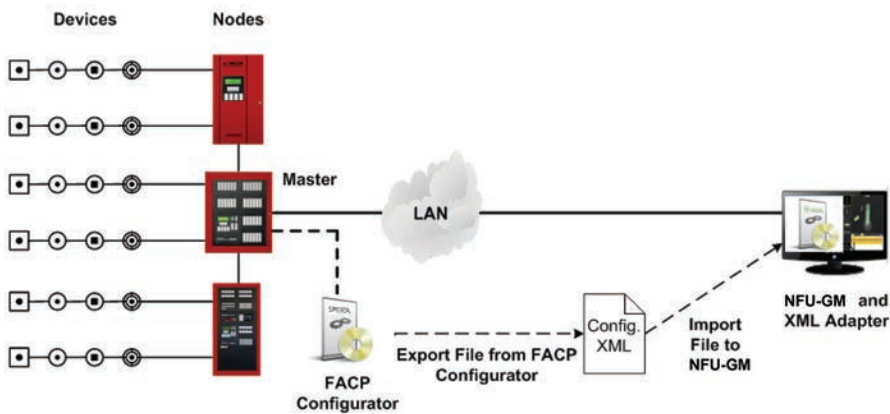 Devices
Nodes
Master
LAN
NFU-GM and
XML Adapter
Config.
XML
Import
File to
NFU-GM
Export File from FACP
Configurator
FACP
Configurator